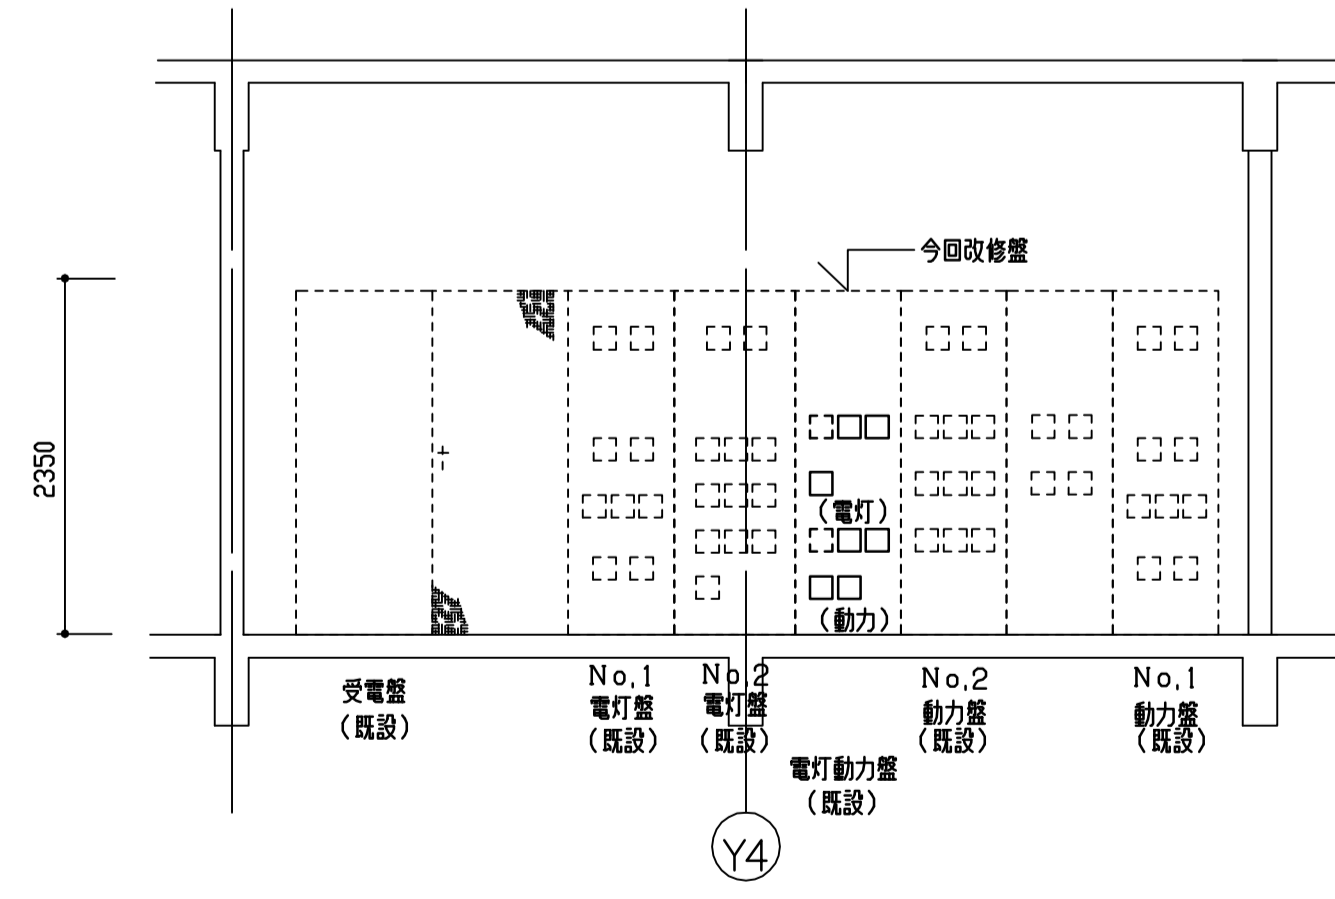 今回改修盤
2350
（電灯）
（動力）
受電盤
（既設）
No.1
電灯盤
（既設）
No.2
電灯盤
（既設）
電灯動力盤
（既設）
No.2
動力盤
（既設）
No.1
動力盤
（既設）
Y4